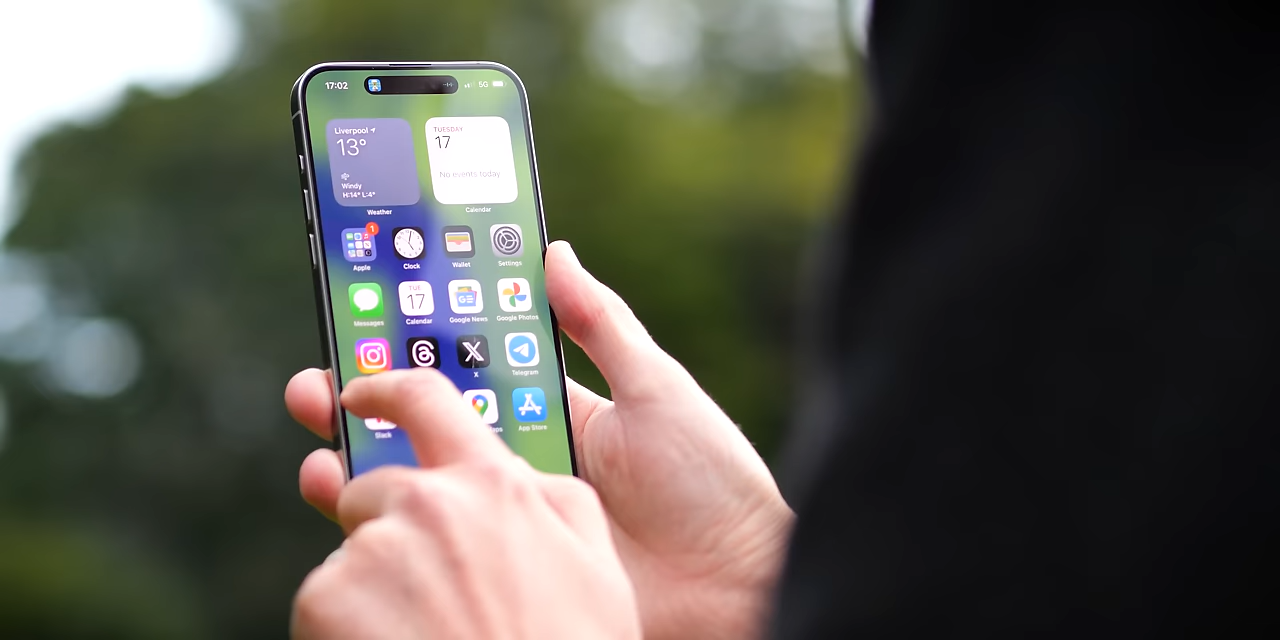 17:02
5G
Liverpool
13°
Windy
H:14° L:4°
Weather
TUESDAY
17
No events today
Calendar
1
Apple
Clock
Wallet
Settings
Messages
TUE
17
Calendar
Google News
Google Photos
X
Telegram
Slack
App Store